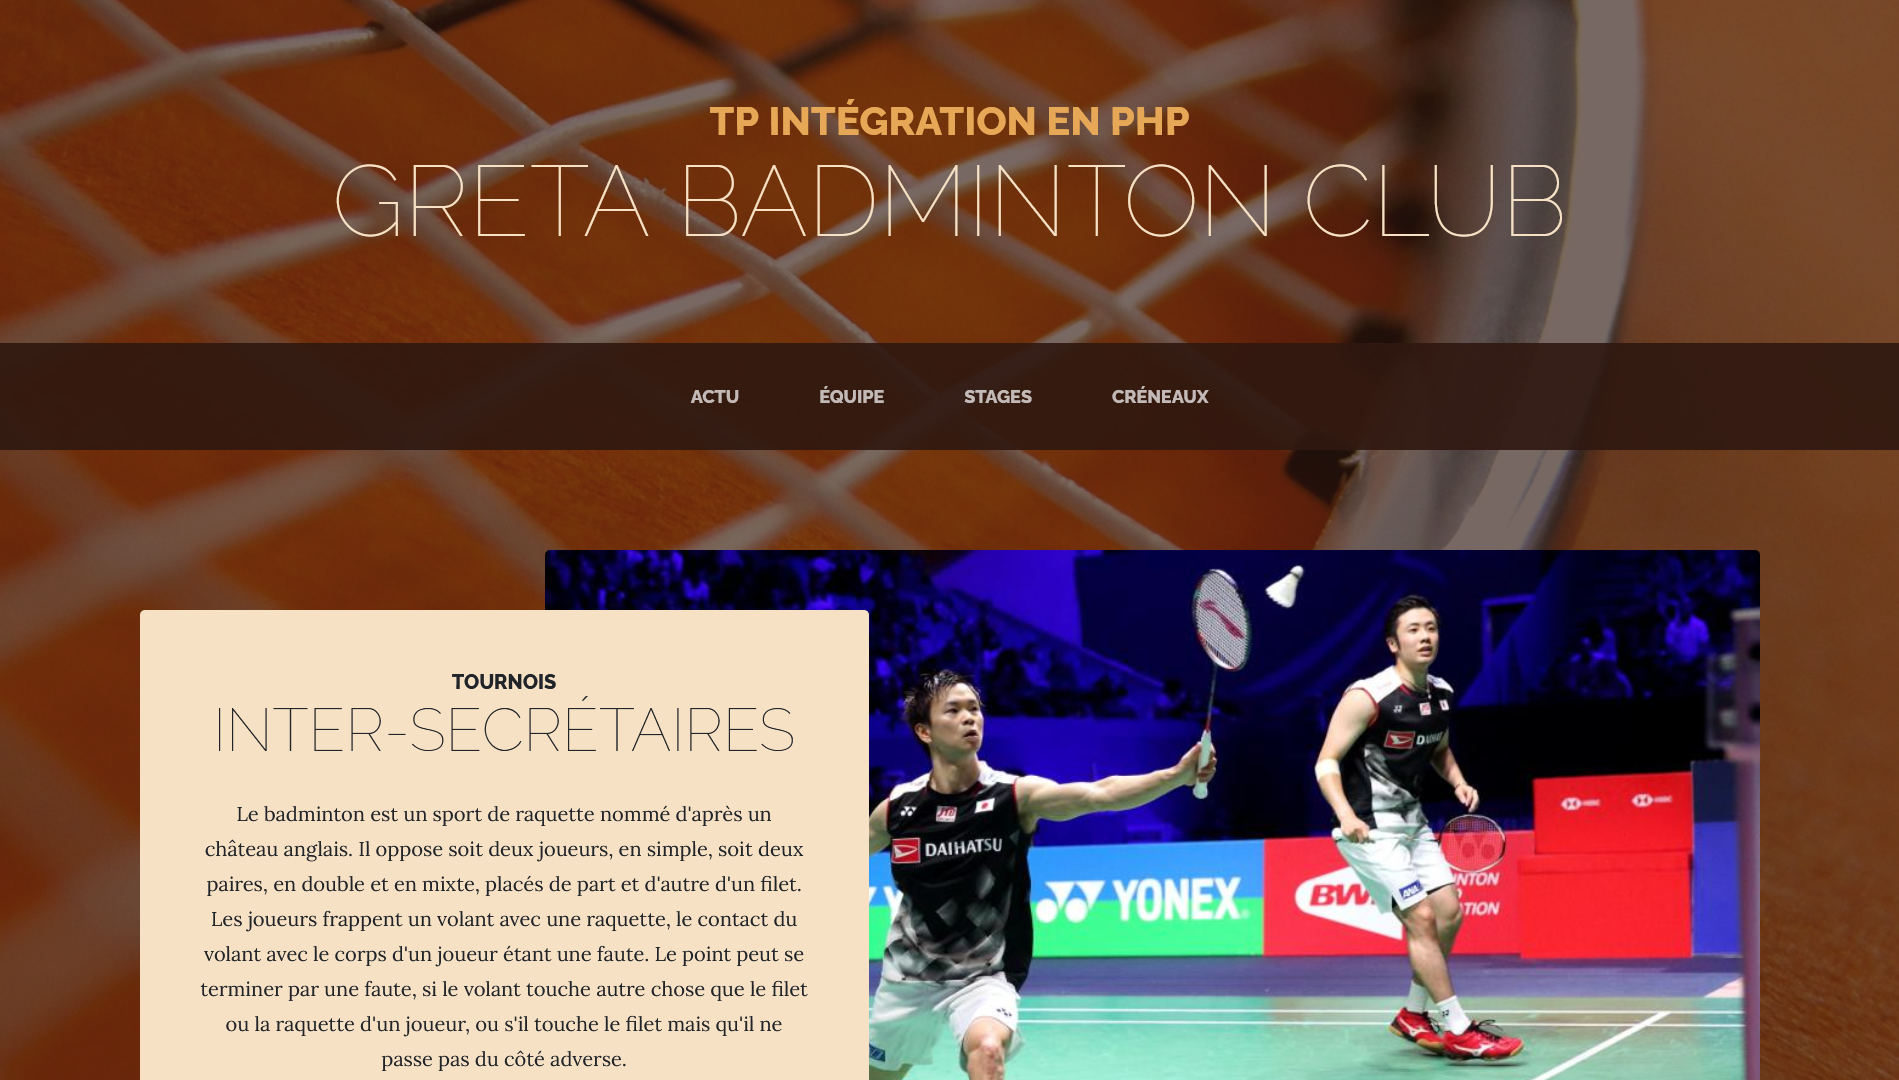 TP INTÉGRATION EN PHP
GRETA BADMINTON CLUB
ACTU
ÉQUIPE
STAGES
CRÉNEAUX
TOURNOIS
INTER-SECRÉTAIRES
Le badminton est un sport de raquette nommé d'après un
château anglais. Il oppose soit deux joueurs, en simple, soit deux
paires, en double et en mixte, placés de part et d'autre d'un filet.
Les joueurs frappent un volant avec une raquette, le contact du
volant avec le corps d'un joueur étant une faute. Le point peut se
terminer par une faute, si le volant touche autre chose que le filet
ou la raquette d'un joueur, ou s'il touche le filet mais qu'il ne
passe pas du côté adverse.
DAIHATSU
YONEX
ANA